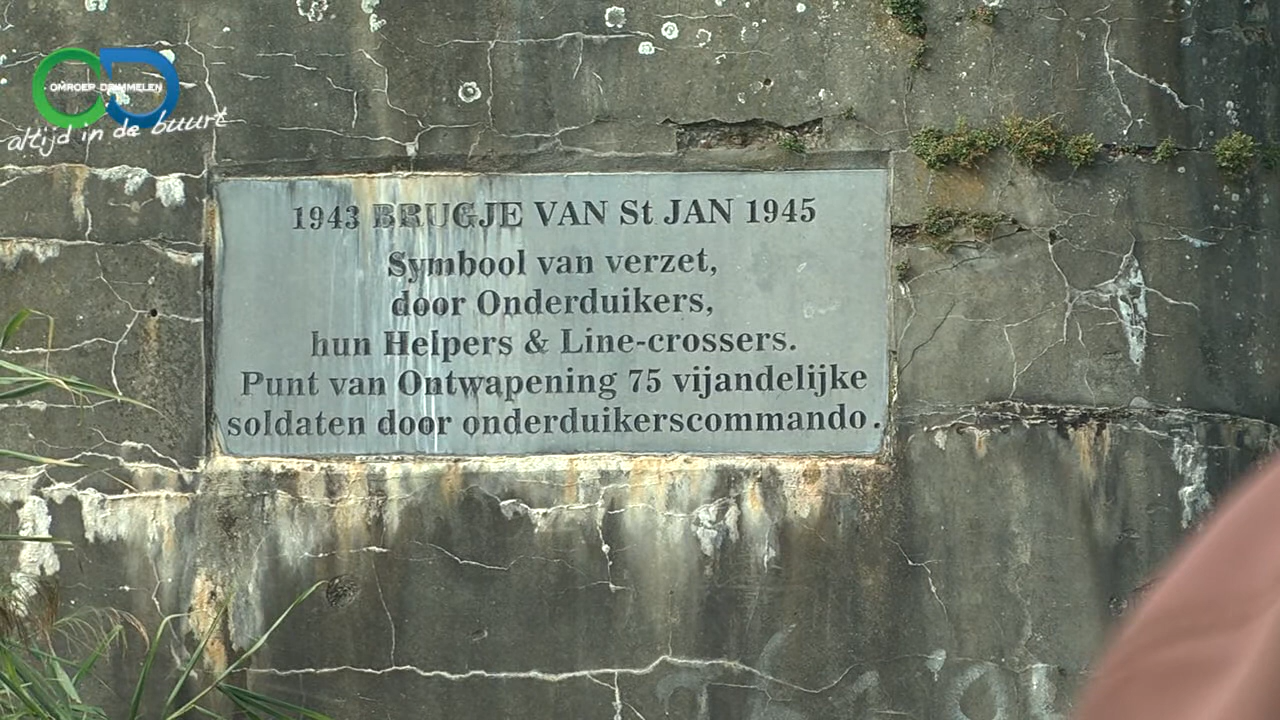 OMROEP DRIMMELEN
altijd in de buurt
1943 BRUGJE VAN St JAN 1945
Symbool van verzet,
door Onderduikers,
hun Helpers & Line-crossers.
Punt van Ontwapening 75 vijandelijke
soldaten door onderduikerscommando.